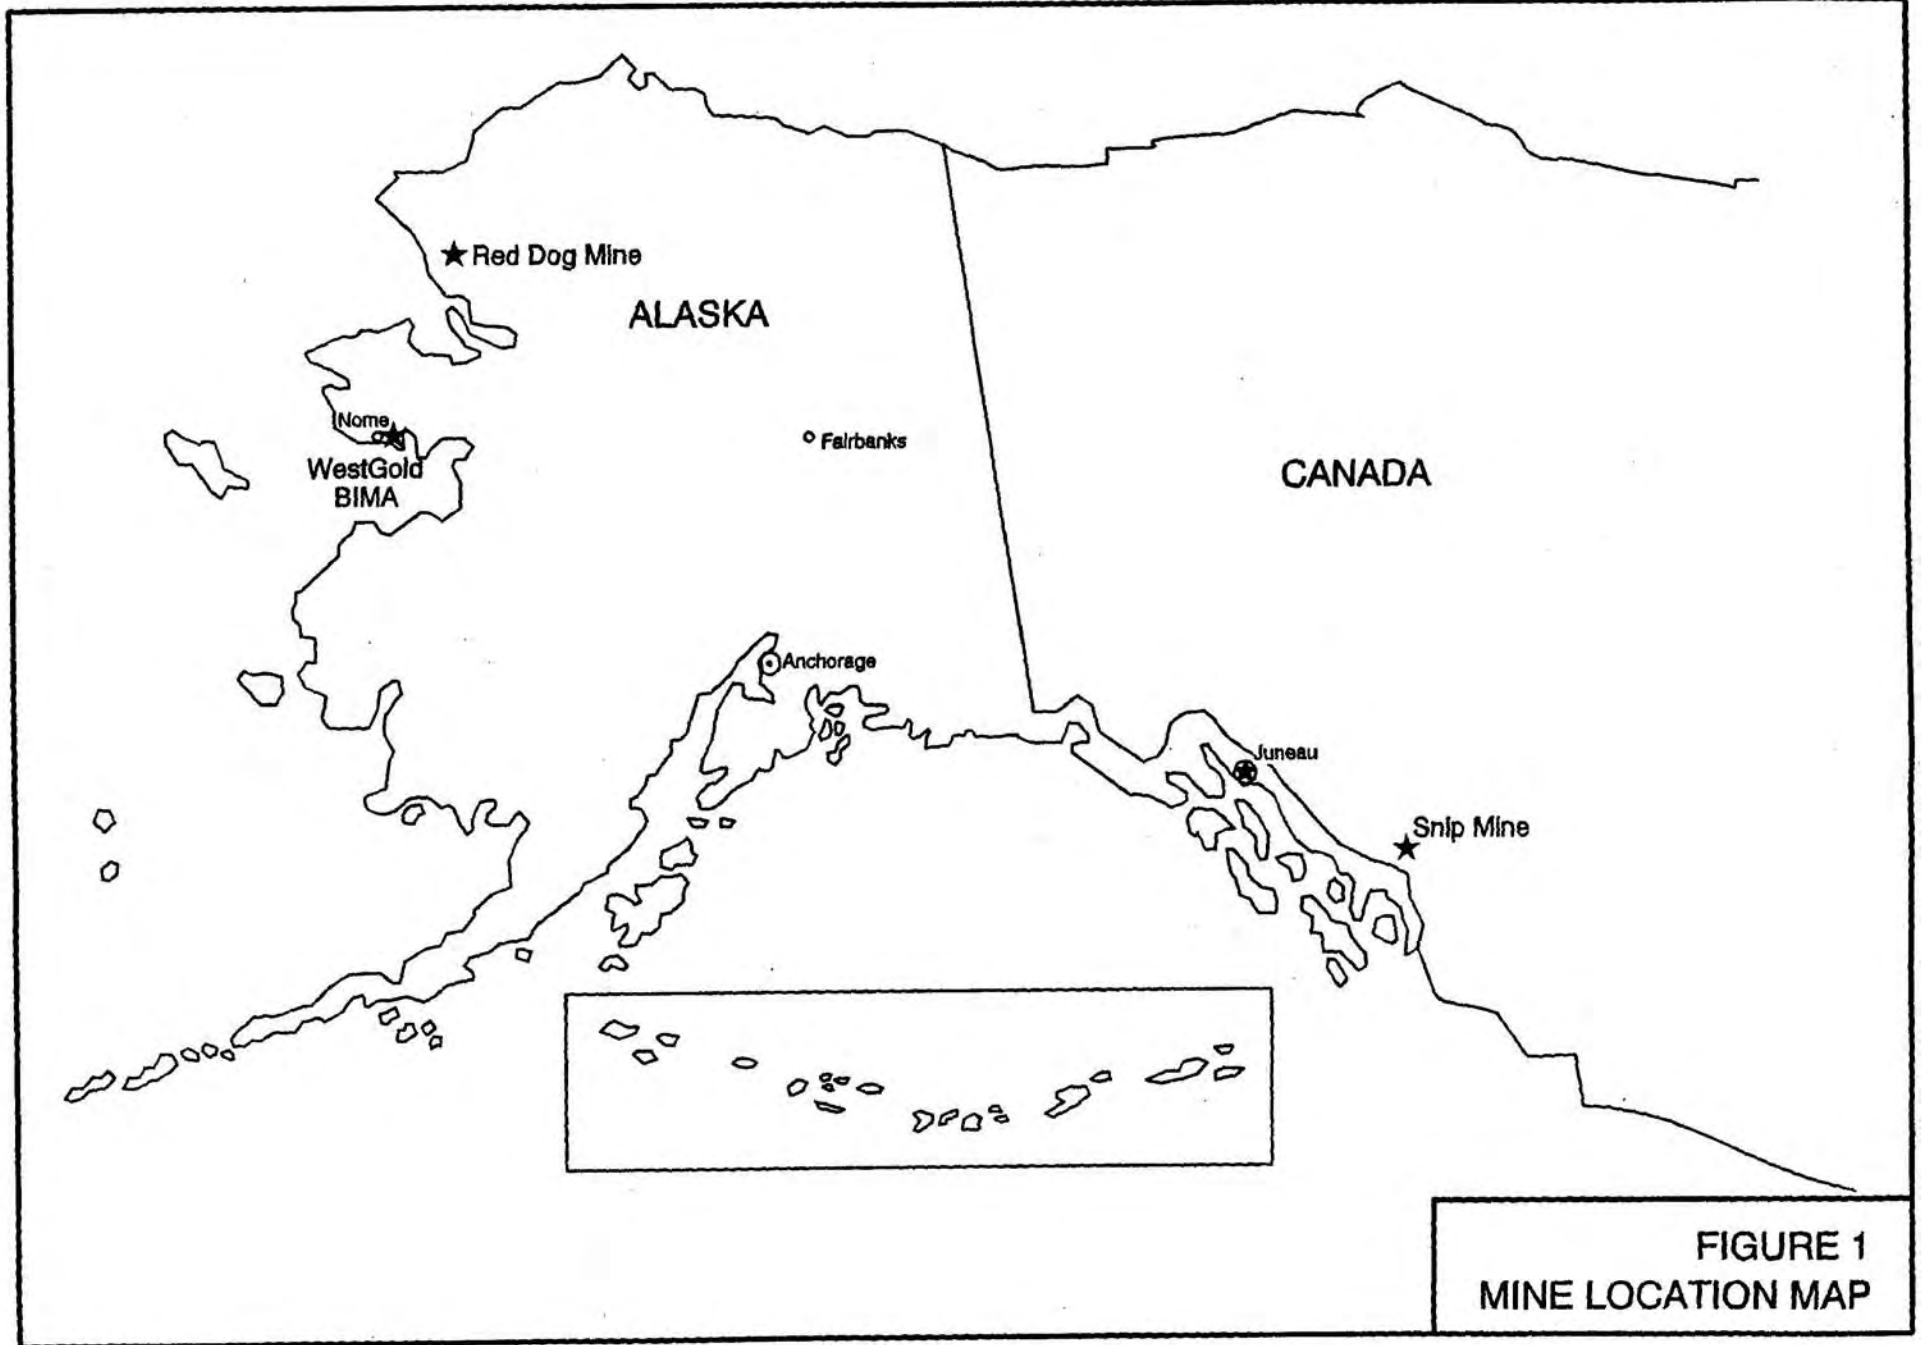 Red Dog Mine
ALASKA
Nome
Fairbanks
WestGold
BIMA
CANADA
Anchorage
Juneau
Snip Mine
FIGURE 1
MINE LOCATION MAP